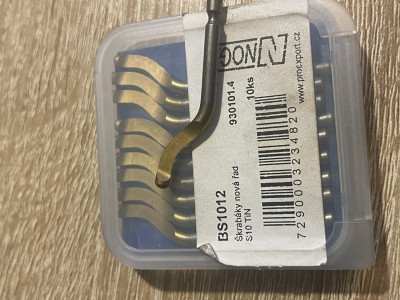 www.proexport.cz
930101.4 10ks
BS1012
Škrabáky nová řad
S10 TiN
7290003234820